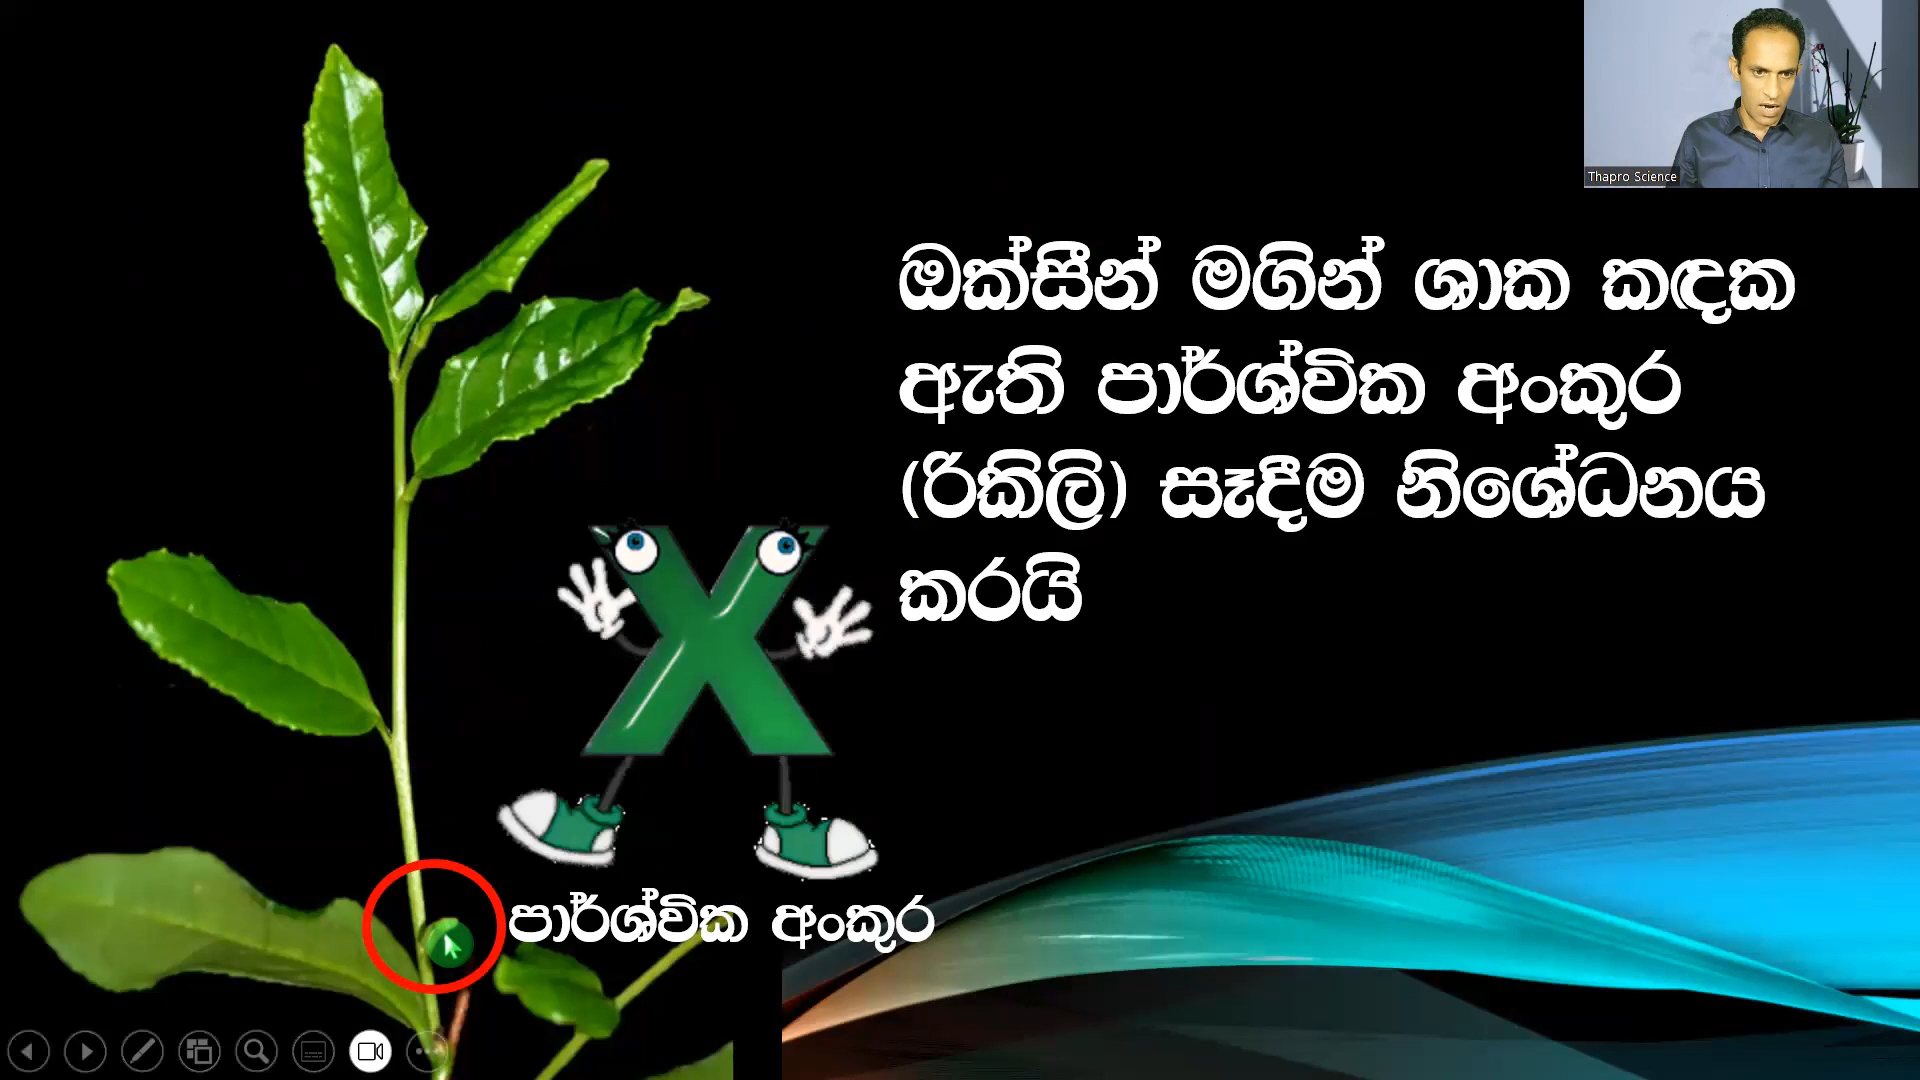 Thapro Science
ඔක්සීන් මගින් ශාක කඳක
ඇති පාර්ශ්වික අංකුර
(රිකිලි) සෑදීම නිශේධනය
කරයි
පාර්ශ්වික අංකුර